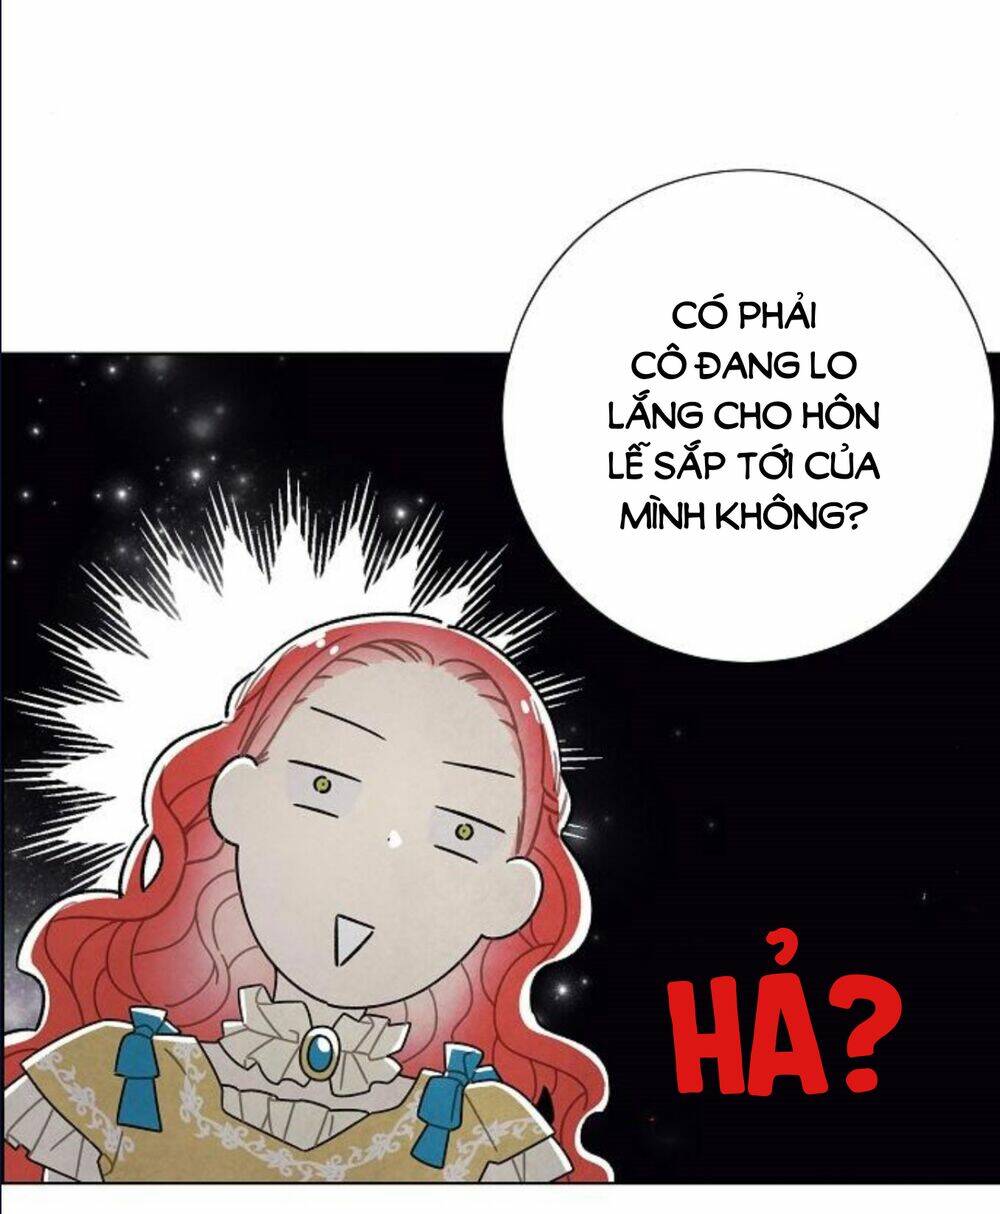 CÓ PHẢI
CÔ ĐANG LO
LẮNG CHO HÔN
LỄ SẮP TỚI CỦA
MÌNH KHÔNG?
HẢ?